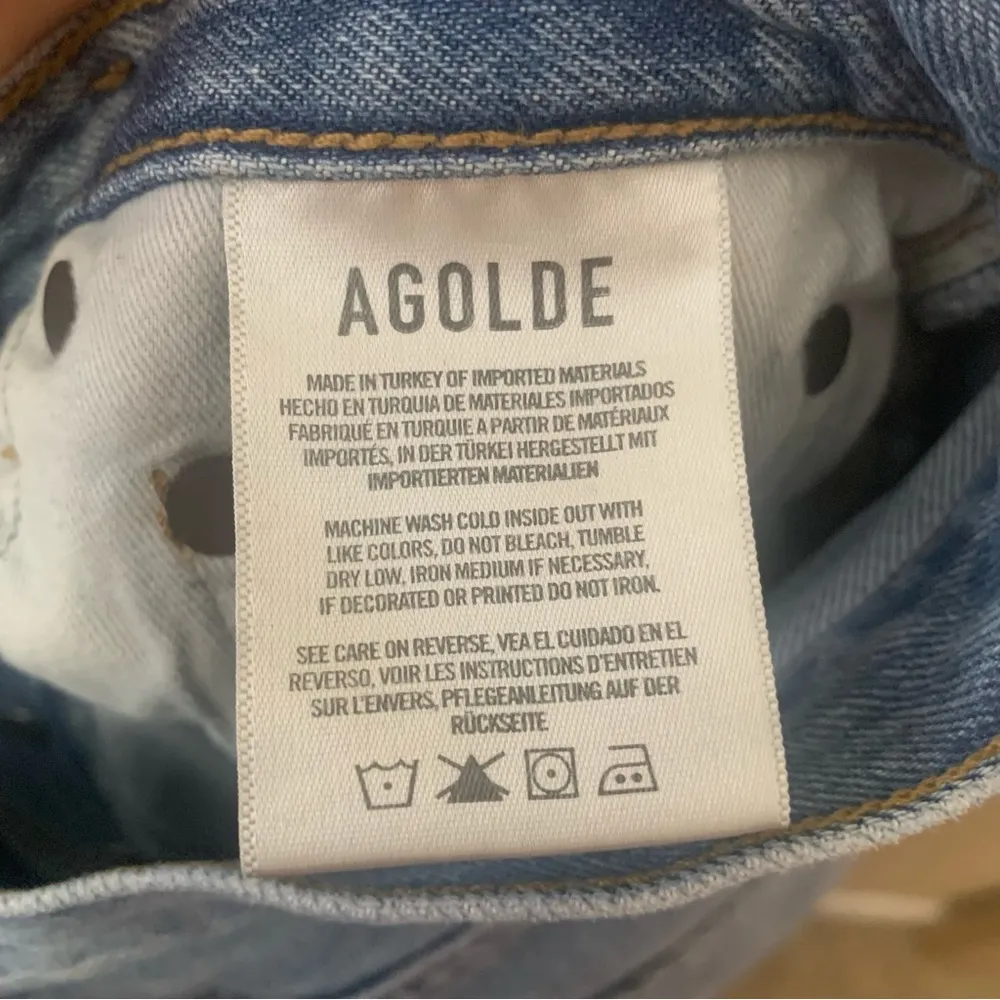 AGOLDE
MADE IN TURKEY OF IMPORTED MATERIALS
HECHO EN TURQUIA DE MATERIALES IMPORTADOS
FABRIQUÉ EN TURQUIE A PARTIR DE MATÉRIAUX
IMPORTÉS, IN DER TÜRKEI HERGESTELLT MIT
IMPORTIERTEN MATERIALIEN
MACHINE WASH COLD INSIDE OUT WITH
LIKE COLORS, DO NOT BLEACH, TUMBLE
DRY LOW, IRON MEDIUM IF NECESSARY,
IF DECORATED OR PRINTED DO NOT IRON.
SEE CARE ON REVERSE, VEA EL CUIDADO EN EL
REVERSO, VOIR LES INSTRUCTIONS D'ENTRETIEN
SUR L'ENVERS, PFLEGEANLEITUNG AUF DER
RÜCKSEITE